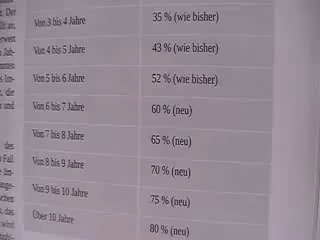 Von 3 bis 4 Jahre 35 % (wie bisher)
Von 4 bis 5 Jahre 43 % (wie bisher)
Von 5 bis 6 Jahre 52 % (wie bisher)
Von 6 bis 7 Jahre 60 % (neu)
Von 7 bis 8 Jahre 65 % (neu)
Von 8 bis 9 Jahre 70 % (neu)
Von 9 bis 10 Jahre 75 % (neu)
Über 10 Jahre 80 % (neu)